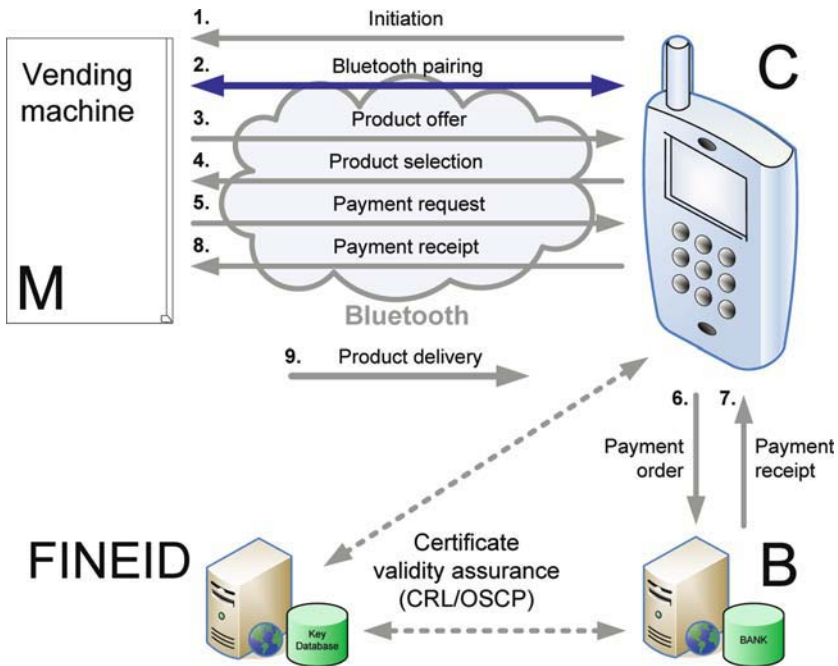 1. Initiation
Vending
machine
2. Bluetooth pairing
C
3. Product offer
4. Product selection
5. Payment request
8. Payment receipt
M
Bluetooth
9. Product delivery
6.
7.
Payment
order
Payment
receipt
FINEID
Certificate
validity assurance
(CRL/OSCP)
B
Key
Database
BANK